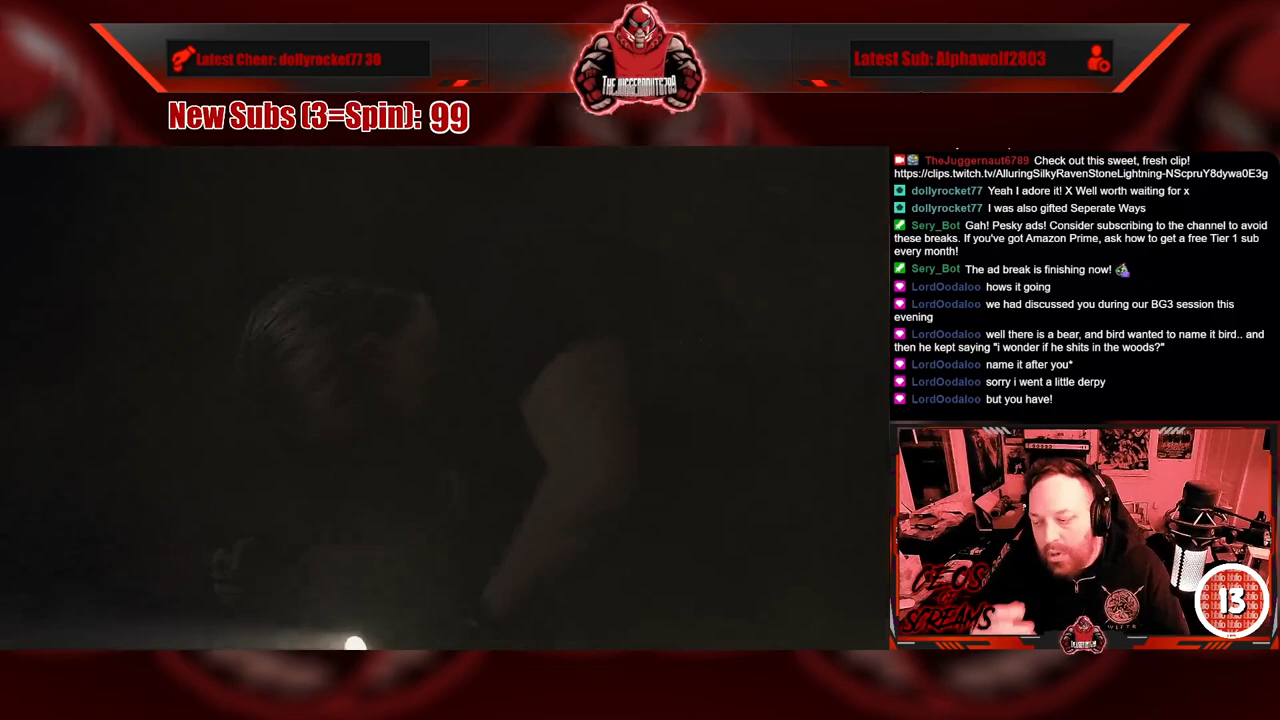 Latest Cheer: dollyrocket77 30
THEJUGGERNAUT6789
Latest Sub: Alphawolf2803
New Subs (3=Spin): 99
TheJuggernaut6789 Check out this sweet, fresh clip!
https://clips.twitch.tv/AlluringSilkyRavenStoneLightning-NScpruY8dywa0E3g
dollyrocket77 Yeah I adore it! X Well worth waiting for x
dollyrocket77 I was also gifted Seperate Ways
Sery_Bot Gah! Pesky ads! Consider subscribing to the channel to avoid
these breaks. If you've got Amazon Prime, ask how to get a free Tier 1 sub
every month!
Sery_Bot The ad break is finishing now!
LordOodaloo hows it going
LordOodaloo we had discussed you during our BG3 session this
evening
LordOodaloo well there is a bear, and bird wanted to name it bird.. and
then he kept saying "i wonder if he shits in the woods?"
LordOodaloo name it after you*
LordOodaloo sorry i went a little derpy
LordOodaloo but you have!
CEOS
OF
SCREAMS
13